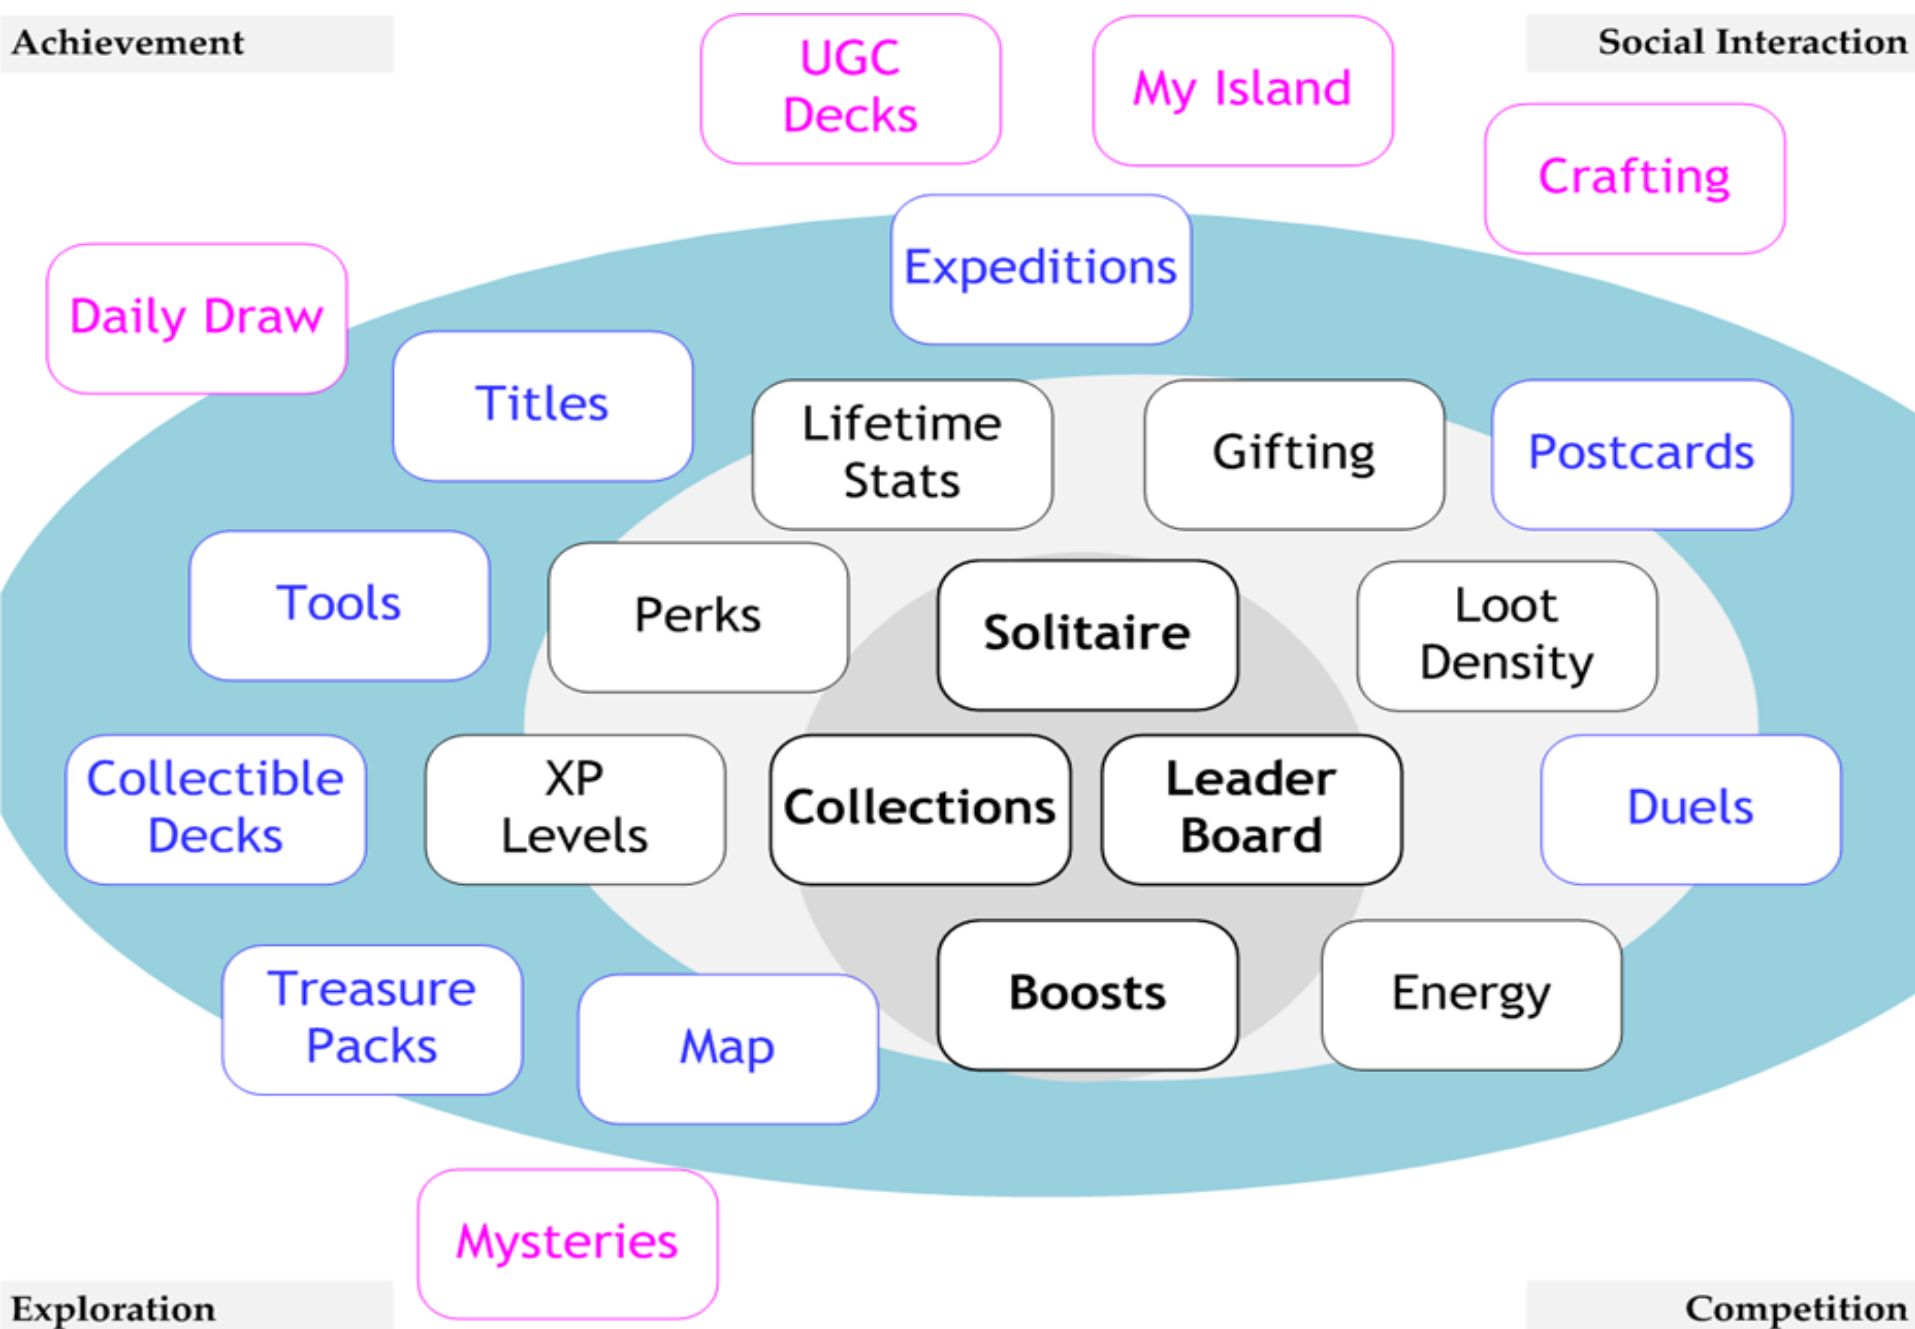 Achievement
UGC
Decks
My Island
Social Interaction
Crafting
Daily Draw
Expeditions
Titles
Lifetime
Stats
Gifting
Postcards
Tools
Perks
Solitaire
Loot
Density
Collectible
Decks
XP
Levels
Collections
Leader
Board
Duels
Treasure
Packs
Map
Boosts
Energy
Mysteries
Exploration
Competition